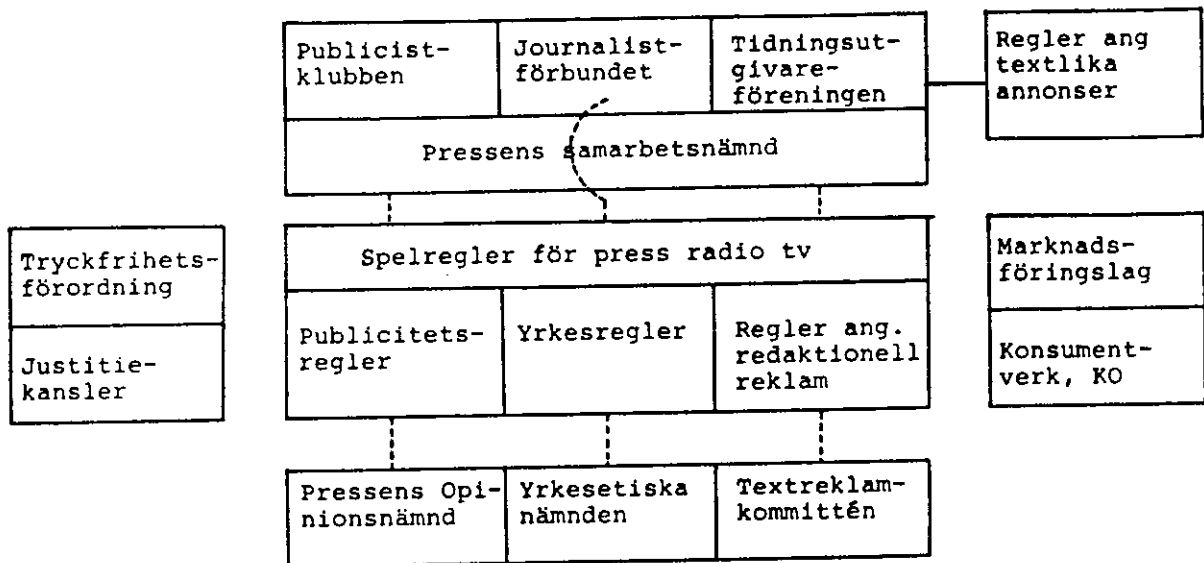 Publicist-
klubben
Journalist-
förbundet
Tidningsut-
givare-
föreningen
Regler ang
textlika
annonser
Pressens samarbetsnämnd
Tryckfrihets-
förordning
Justitie-
kansler
Spelregler för press radio tv
Publicitets-
regler
Yrkesregler
Regler ang.
redaktionell
reklam
Marknads-
föringslag
Konsument-
verk, KO
Pressens Opi-
nionsnämnd
Yrkesetiska
nämnden
Textreklam-
kommittén